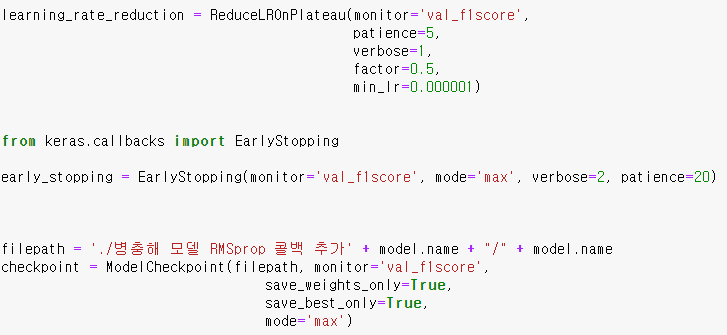 learning_rate_reduction = ReduceLROnPlateau(monitor='val_f1score',
                                            patience=5,
                                            verbose=1,
                                            factor=0.5,
                                            min_lr=0.000001)
from keras.callbacks import EarlyStopping
early_stopping = EarlyStopping(monitor='val_f1score', mode='max', verbose=2, patience=20)
filepath = './병충해 모델 RMSprop 콜백 추가' + model.name + "/" + model.name
checkpoint = ModelCheckpoint(filepath, monitor='val_f1score',
                             save_weights_only=True,
                             save_best_only=True,
                             mode='max')